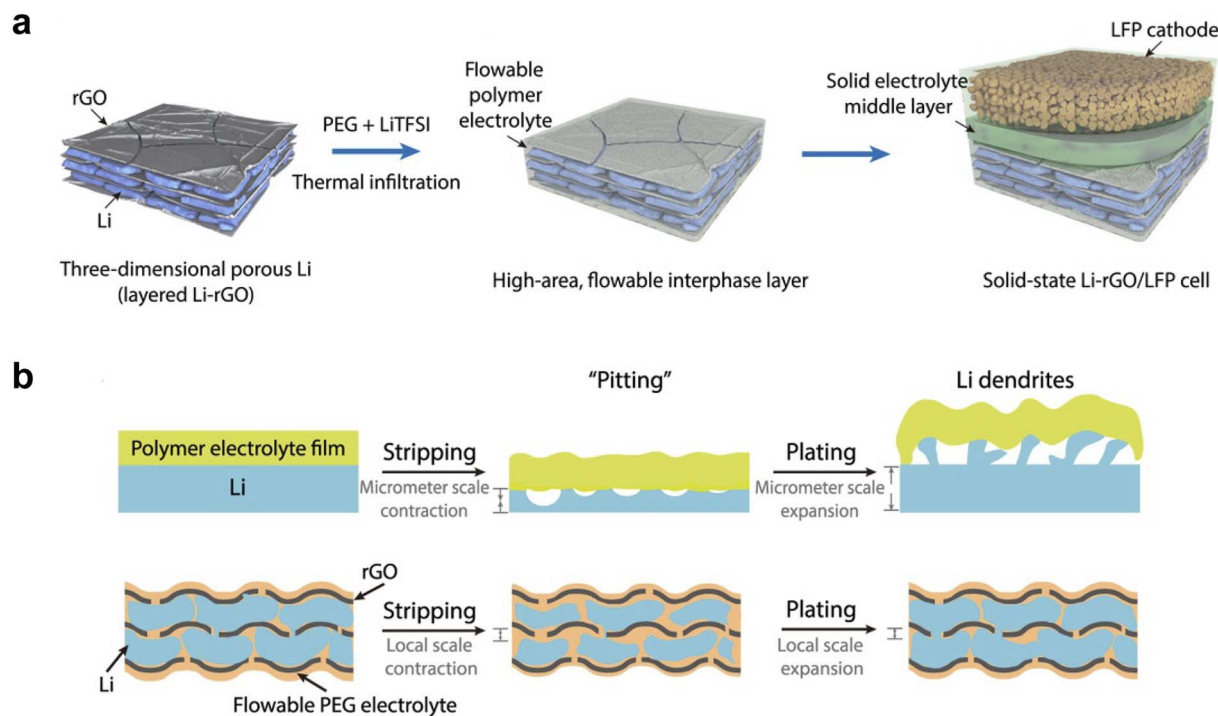 a
rGO
Li
Three-dimensional porous Li
(layered Li-rGO)
PEG + LiTFSI
Thermal infiltration
Flowable
polymer
electrolyte
High-area, flowable interphase layer
LFP cathode
Solid electrolyte
middle layer
Solid-state Li-rGO/LFP cell
b
"Pitting"
Li dendrites
Polymer electrolyte film
Li
Stripping
Micrometer scale
contraction
Plating
Micrometer scale
expansion
rGO
Li
Flowable PEG electrolyte
Stripping
Local scale
contraction
Plating
Local scale
expansion